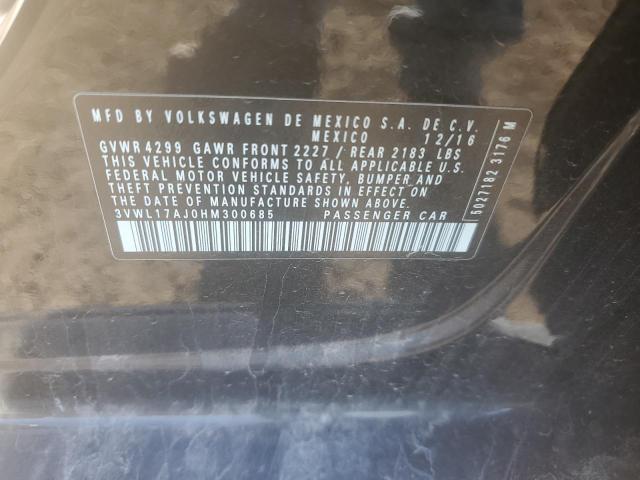 MFD BY VOLKSWAGEN DE MEXICO S.A. DE C.V.
MEXICO 12/16
GVWR 4299 GAWR FRONT 2227 / REAR 2183 LBS
THIS VEHICLE CONFORMS TO ALL APPLICABLE U.S.
FEDERAL MOTOR VEHICLE SAFETY, BUMPER AND
THEFT PREVENTION STANDARDS IN EFFECT ON
THE DATE OF MANUFACTURE SHOWN ABOVE.
3VWL17AJ0HM300685 PASSENGER CAR
5027182 3176 M